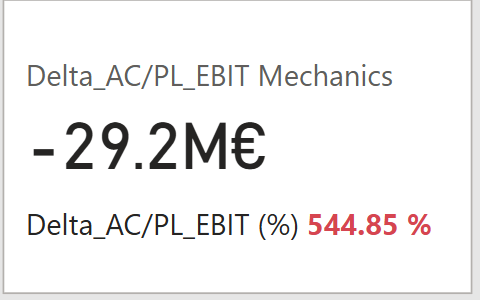 Delta_AC/PL_EBIT Mechanics
-29.2M€
Delta_AC/PL_EBIT (%) 544.85 %